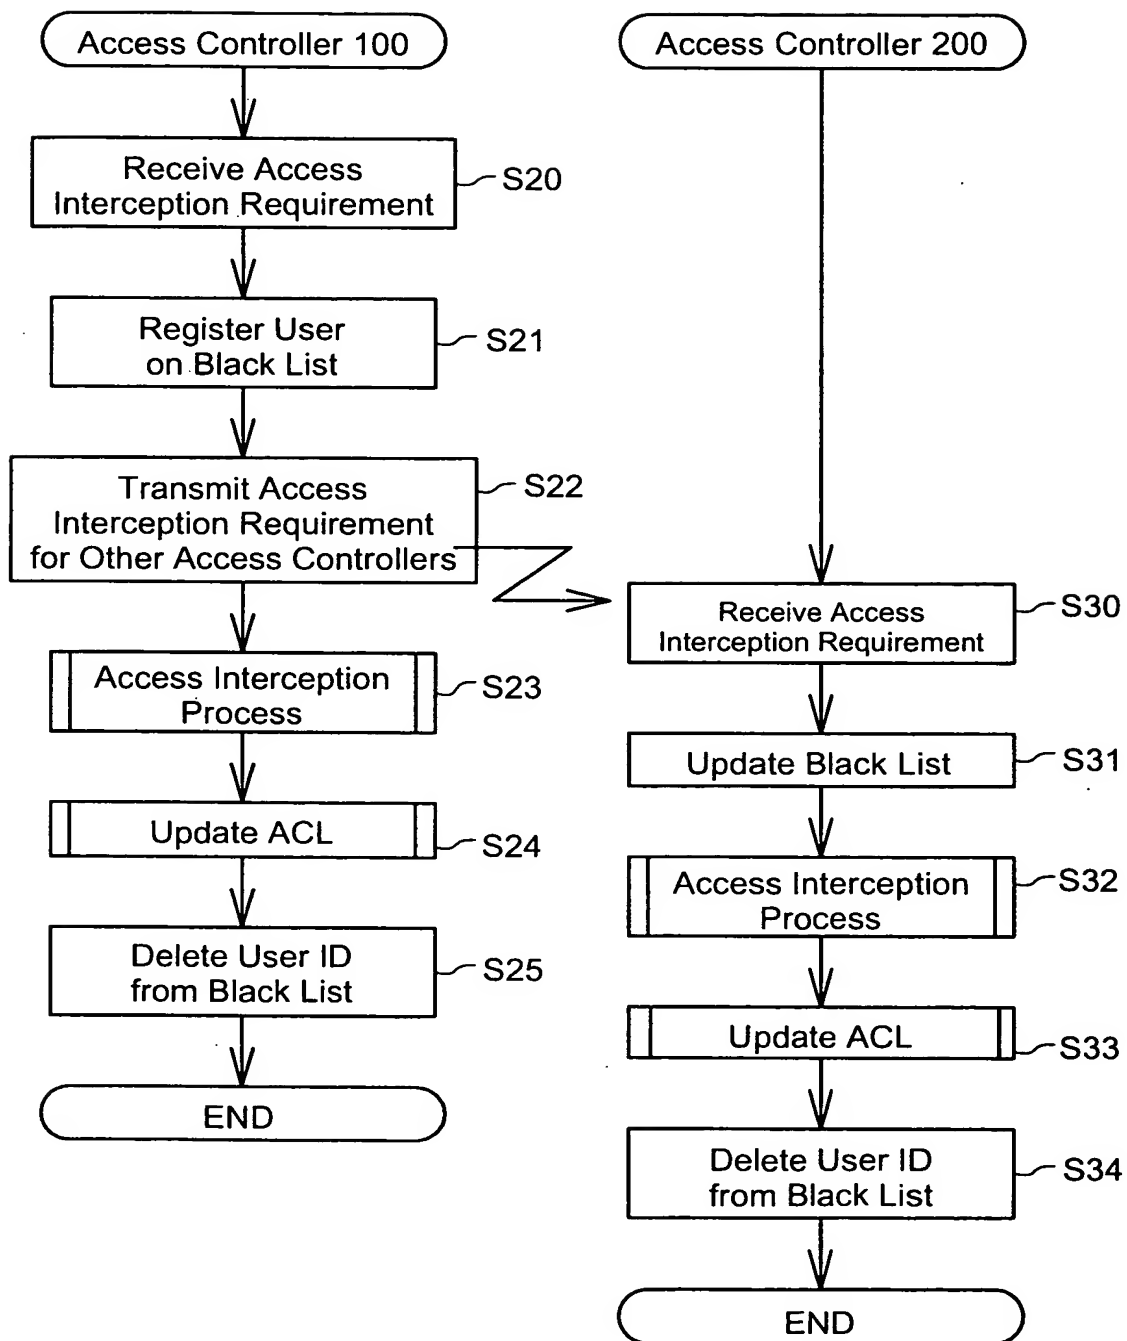 Access Controller 100
Receive Access
Interception Requirement
S20
Register User
on Black List
S21
Transmit Access
Interception Requirement
for Other Access Controllers
S22
Access Interception
Process
S23
Update ACL
S24
Delete User ID
from Black List
S25
END
Access Controller 200
Receive Access
Interception Requirement
S30
Update Black List
S31
Access Interception
Process
S32
Update ACL
S33
Delete User ID
from Black List
S34
END